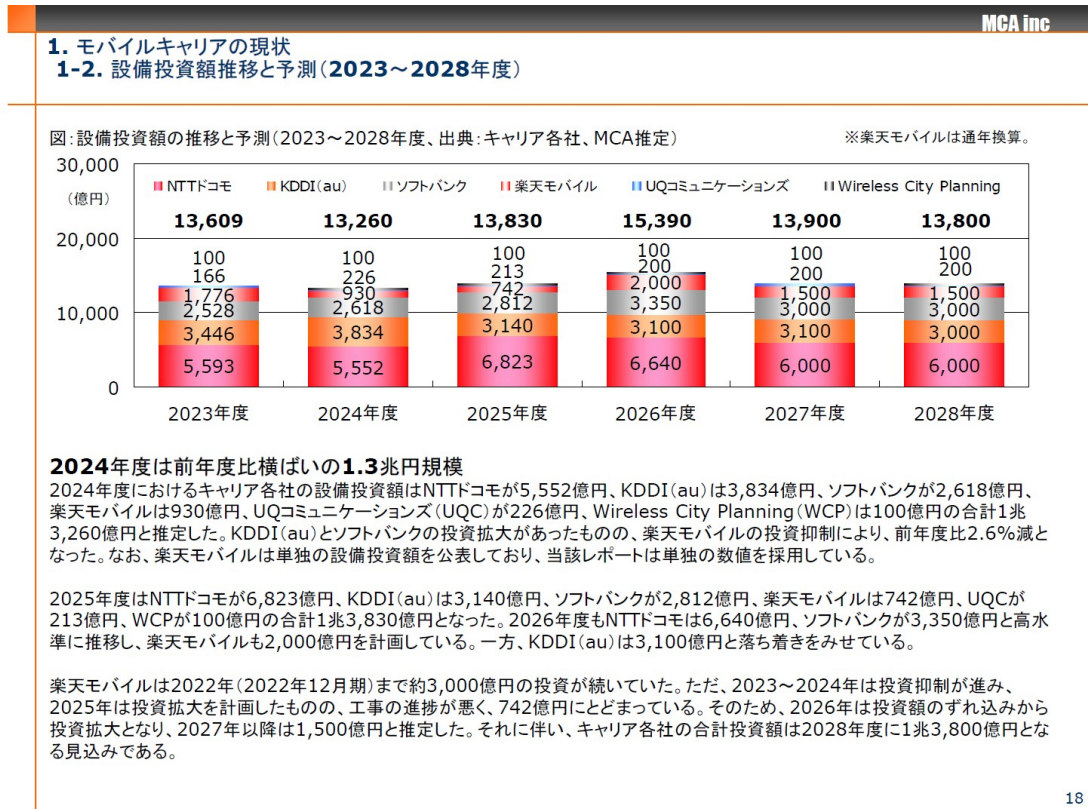 MCA inc
1. モバイルキャリアの現状
1-2. 設備投資額推移と予測（2023～2028年度）
図：設備投資額の推移と予測（2023～2028年度、出典：キャリア各社、MCA推定）
※楽天モバイルは通年換算。
30,000
（億円）
NTTドコモ KDDI（au） ソフトバンク 楽天モバイル UQコミュニケーションズ Wireless City Planning
13,609 13,260 13,830 15,390 13,900 13,800
20,000
100 100 100 100 100 100
166 226 213 200 200 200
1,776 930 742 2,000 1,500 1,500
2,528 2,618 2,812 3,350 3,000 3,000
10,000
3,446 3,834 3,140 3,100 3,100 3,000
5,593 5,552 6,823 6,640 6,000 6,000
0
2023年度 2024年度 2025年度 2026年度 2027年度 2028年度
2024年度は前年度比横ばいの1.3兆円規模
2024年度におけるキャリア各社の設備投資額はNTTドコモが5,552億円、KDDI（au）は3,834億円、ソフトバンクが2,618億円、
楽天モバイルは930億円、UQコミュニケーションズ（UQC）が226億円、Wireless City Planning（WCP）は100億円の合計1兆
3,260億円と推定した。KDDI（au）とソフトバンクの投資拡大があったものの、楽天モバイルの投資抑制により、前年度比2.6%減と
なった。なお、楽天モバイルは単独の設備投資額を公表しており、当該レポートは単独の数値を採用している。
2025年度はNTTドコモが6,823億円、KDDI（au）は3,140億円、ソフトバンクが2,812億円、楽天モバイルは742億円、UQCが
213億円、WCPが100億円の合計1兆3,830億円となった。2026年度もNTTドコモは6,640億円、ソフトバンクが3,350億円と高水
準に推移し、楽天モバイルも2,000億円を計画している。一方、KDDI（au）は3,100億円と落ち着きをみせている。
楽天モバイルは2022年（2022年12月期）まで約3,000億円の投資が続いていた。ただ、2023～2024年は投資抑制が進み、
2025年は投資拡大を計画したものの、工事の進捗が悪く、742億円にとどまっている。そのため、2026年は投資額のずれ込みから
投資拡大となり、2027年以降は1,500億円と推定した。それに伴い、キャリア各社の合計投資額は2028年度に1兆3,800億円とな
る見込みである。
18